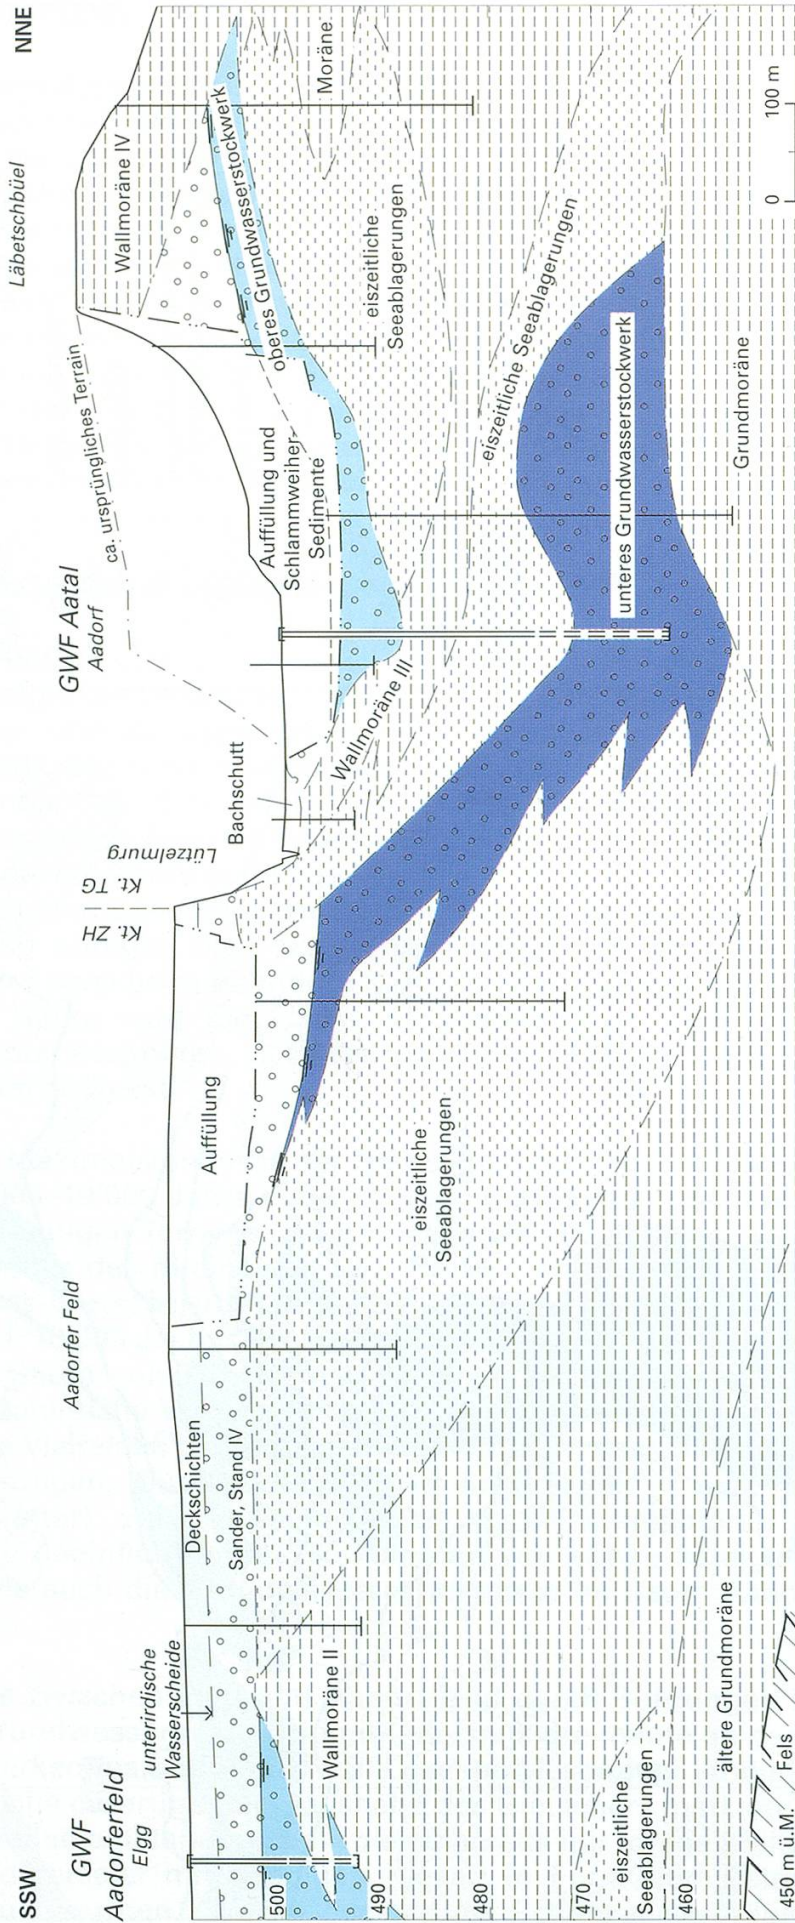 SSW
NNE
GWF
Aadorferfeld
Elgg
unterirdische
Wasserscheide
Aadorfer Feld
Kt. ZH
Kt. TG
Lützelmurg
GWF Aatal
Aadorf
Läbetschbüel
ca. ursprüngliches Terrain
Deckschichten
Sander, Stand IV
Auffüllung
Bachschutt
Auffüllung und
Schlammweiher-
Sedimente
Wallmoräne IV
oberes Grundwasserstockwerk
Moräne
Wallmoräne II
Wallmoräne III
eiszeitliche
Seeablagerungen
eiszeitliche
Seeablagerungen
eiszeitliche Seeablagerungen
unteres Grundwasserstockwerk
eiszeitliche
Seeablagerungen
ältere Grundmoräne
Grundmoräne
Fels
500
490
480
470
460
450 m ü.M.
0
100 m